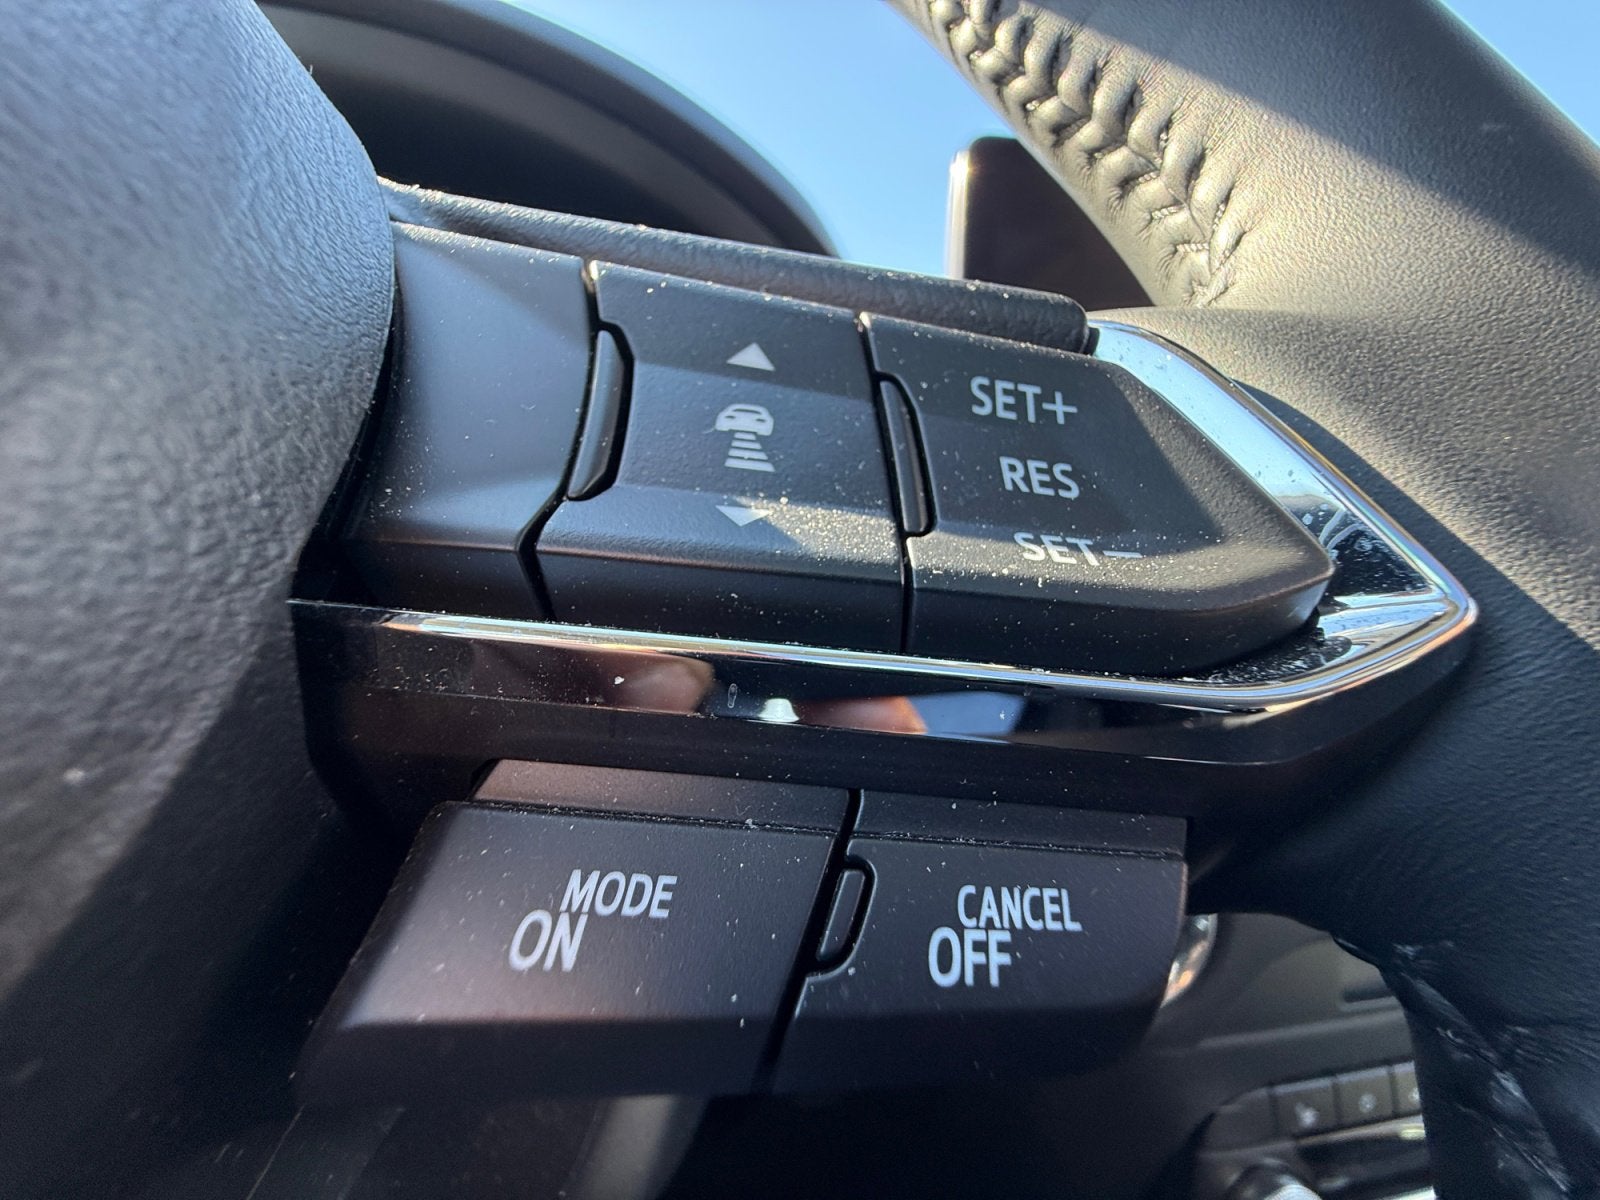 SET+
RES
SET−
MODE
ON
CANCEL
OFF